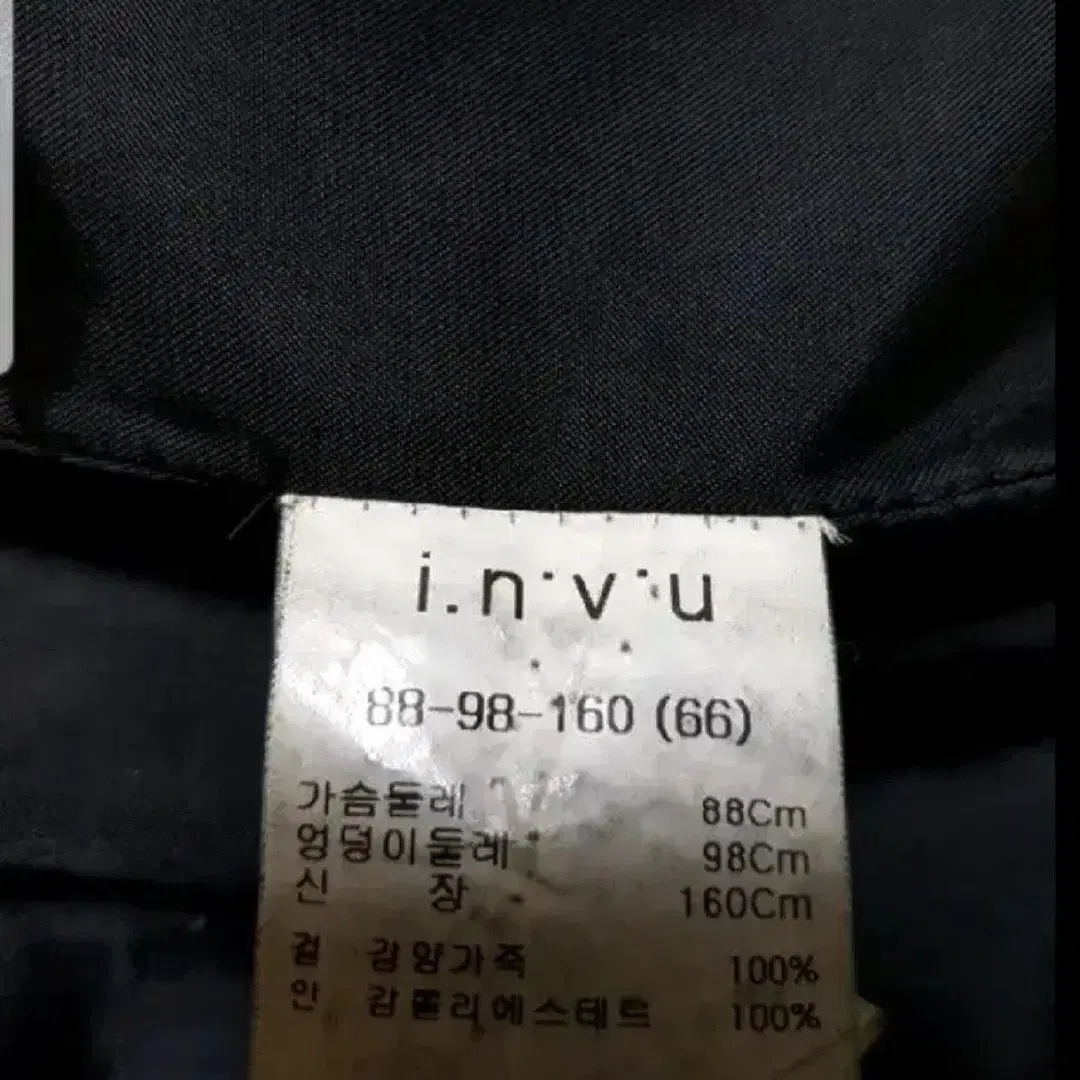 i.n.v.u
88-98-160 (66)
가슴둘레 88Cm
엉덩이둘레 98Cm
신 장 160Cm
겉 감양가죽 100%
안 감폴리에스테르 100%